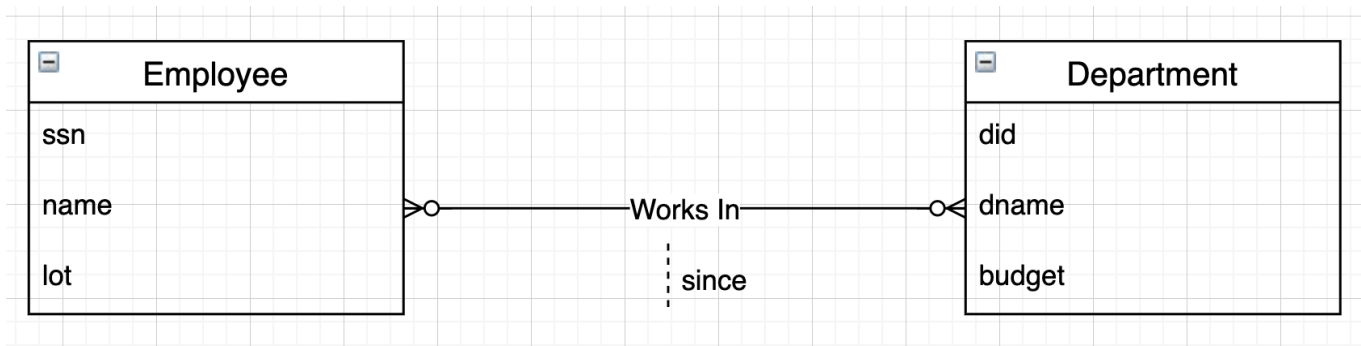 Employee
ssn
name
lot
Works In
since
Department
did
dname
budget